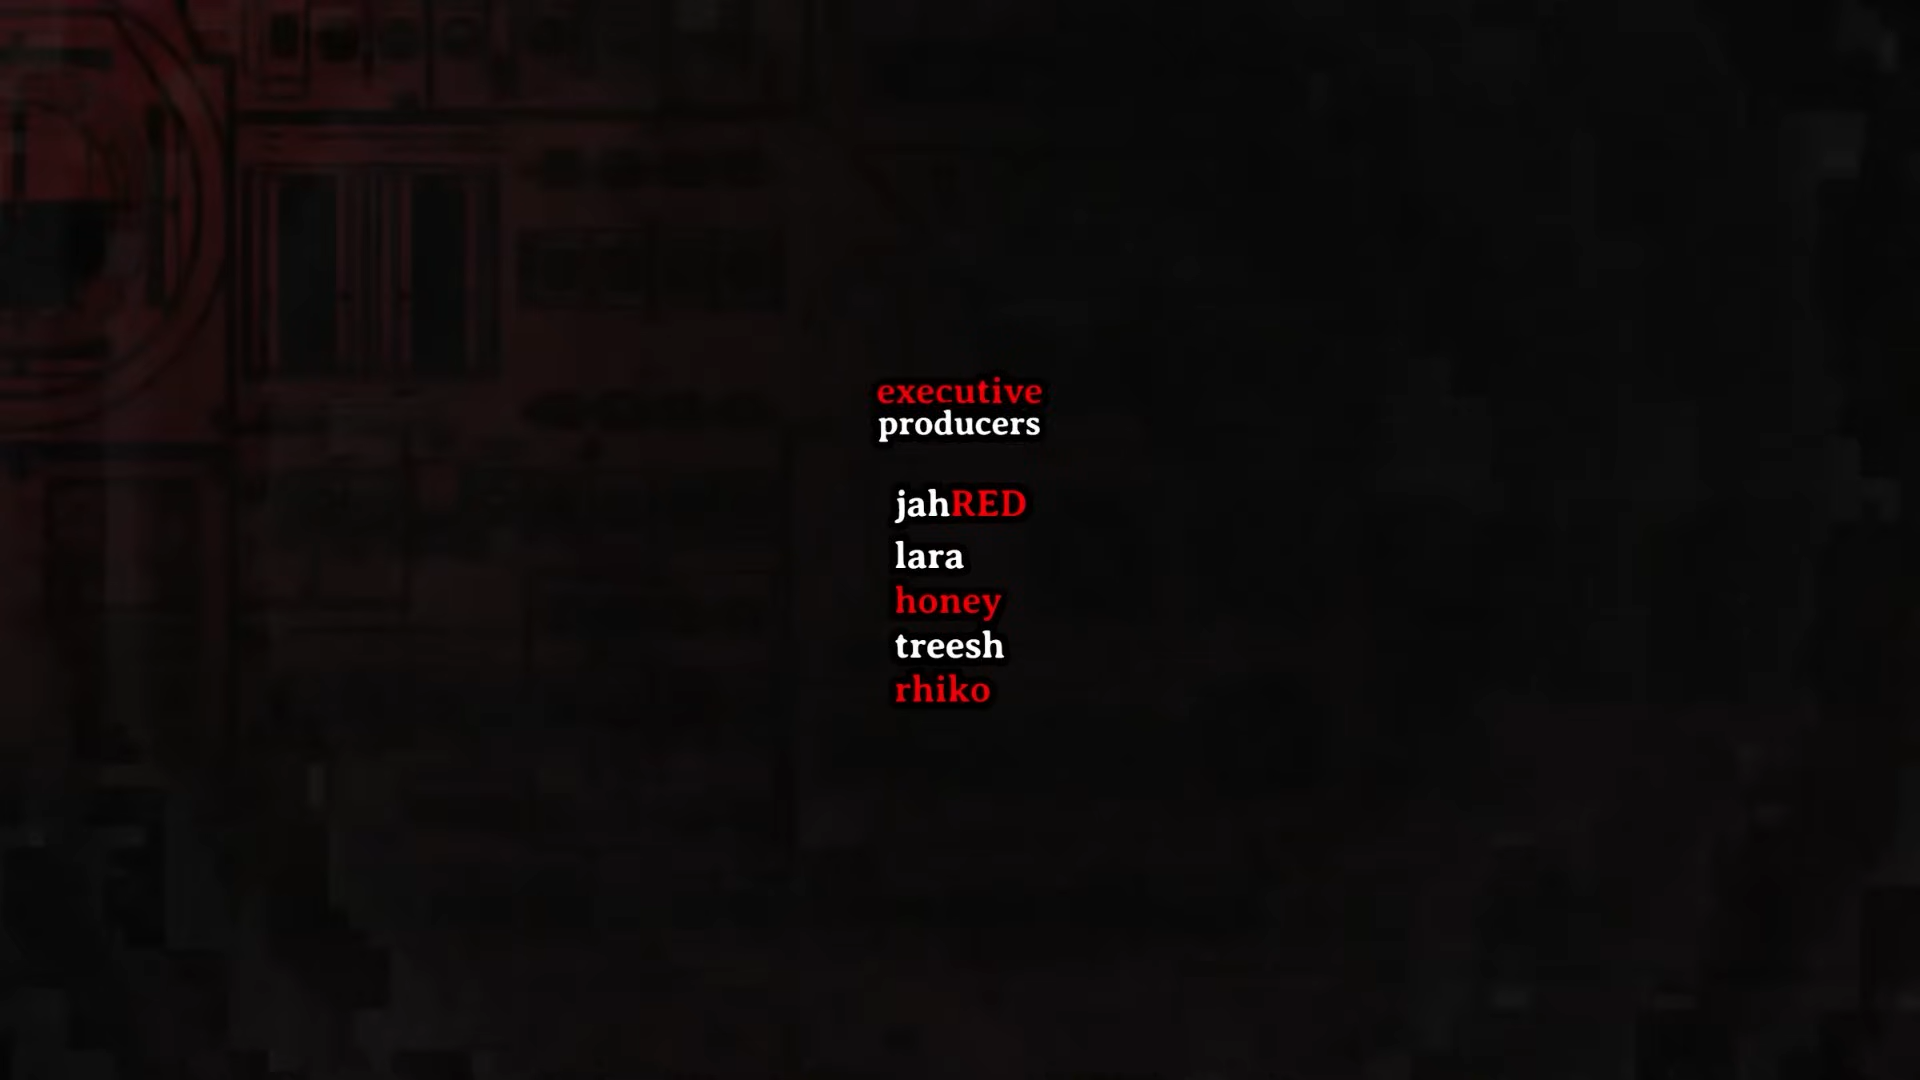 executive
producers
jahRED
lara
honey
treesh
rhiko